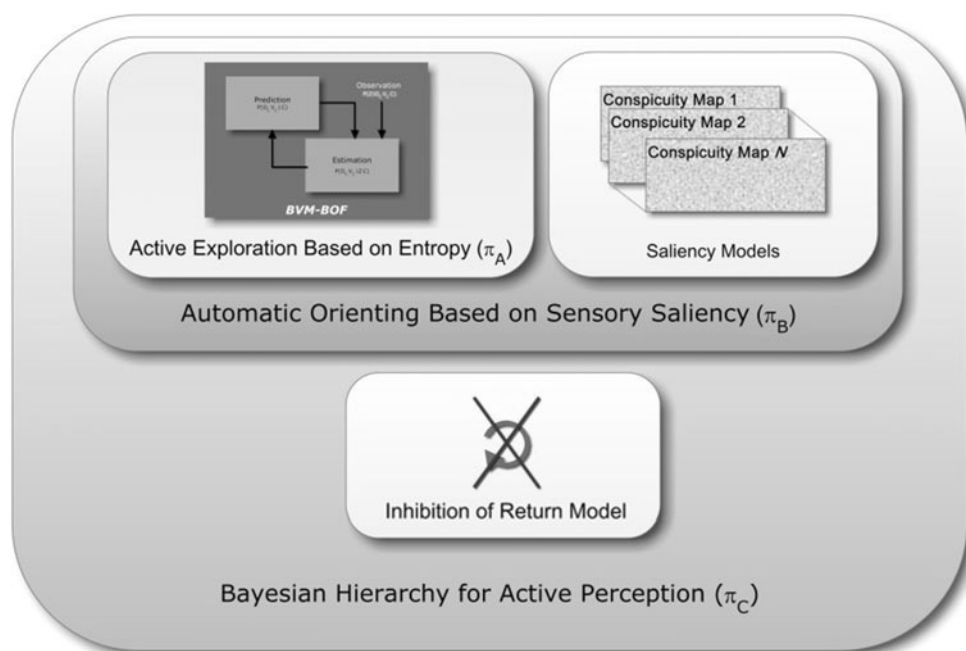 Prediction
Observation
Estimation
BVM-BOF
Active Exploration Based on Entropy (π_A)
Conspicuity Map 1
Conspicuity Map 2
Conspicuity Map N
Saliency Models
Automatic Orienting Based on Sensory Saliency (π_B)
Inhibition of Return Model
Bayesian Hierarchy for Active Perception (π_C)